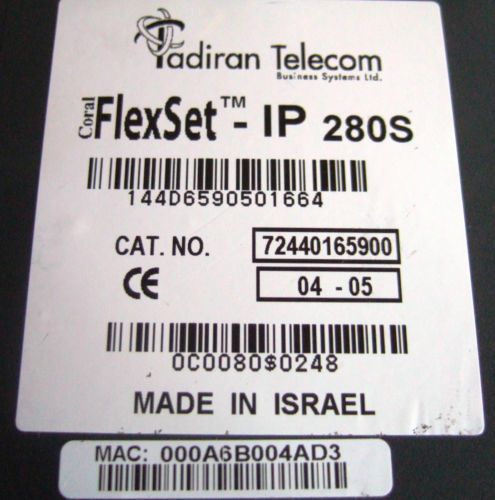 Tadiran Telecom
Business Systems Ltd.
Coral FlexSet™ - IP 280S
144D6590501664
CAT. NO. 72440165900
CE 04 - 05
0C0080$0248
MADE IN ISRAEL
MAC: 000A6B004AD3